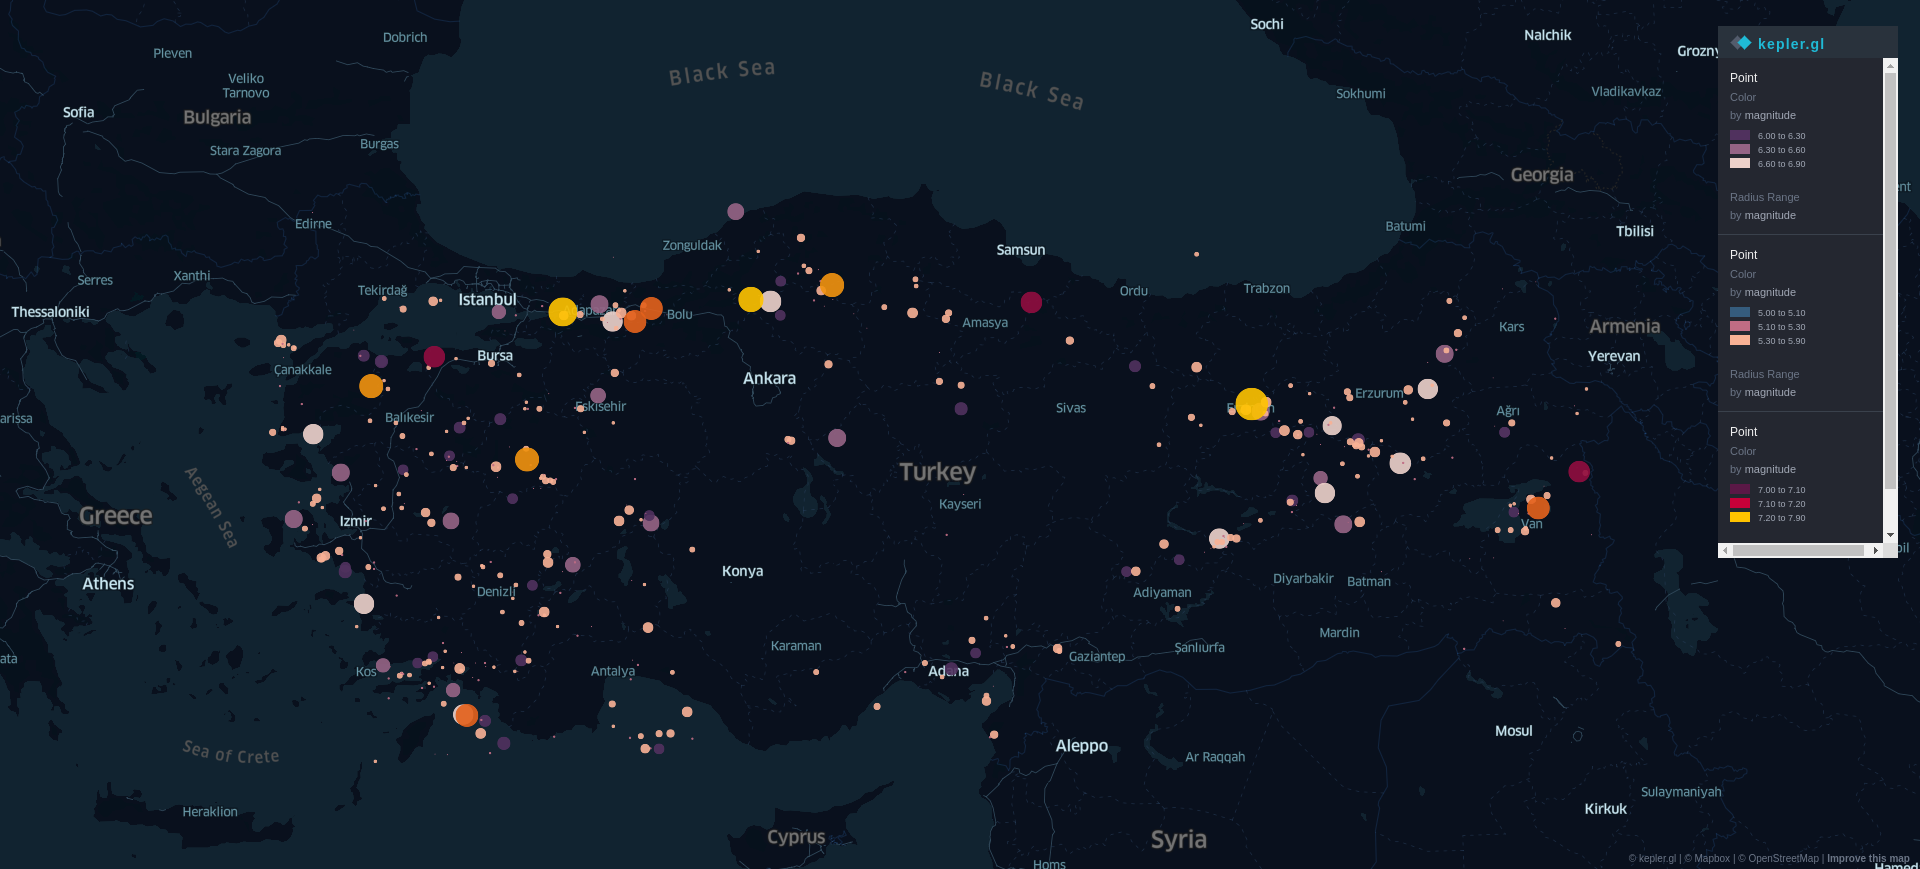 Sochi
Nalchik
Grozny
Dobrich
Pleven
Veliko
Tarnovo
Black Sea
Black Sea
Sokhumi
Vladikavkaz
Sofia
Bulgaria
Stara Zagora
Burgas
Georgia
Edirne
Zonguldak
Samsun
Batumi
Tbilisi
Serres
Xanthi
Tekirdağ
Istanbul
Ordu
Trabzon
Thessaloniki
Bolu
Amasya
Kars
Armenia
Yerevan
Bursa
Çanakkale
Ankara
Erzurum
Eskisehir
Sivas
Ağrı
arissa
Balıkesir
Turkey
Aegean Sea
Kayseri
Greece
Izmir
Van
Athens
Konya
Denizli
Diyarbakir
Batman
Adiyaman
Mardin
Karaman
Şanlıurfa
Gaziantep
ata
Kos
Antalya
Adana
Mosul
Aleppo
Sea of Crete
Ar Raqqah
Sulaymaniyah
Heraklion
Kirkuk
Cyprus
Syria
Homs
Hamed
kepler.gl
Point
Color
by magnitude
6.00 to 6.30
6.30 to 6.60
6.60 to 6.90
Radius Range
by magnitude
Point
Color
by magnitude
5.00 to 5.10
5.10 to 5.30
5.30 to 5.90
Radius Range
by magnitude
Point
Color
by magnitude
7.00 to 7.10
7.10 to 7.20
7.20 to 7.90
© kepler.gl | © Mapbox | © OpenStreetMap | Improve this map